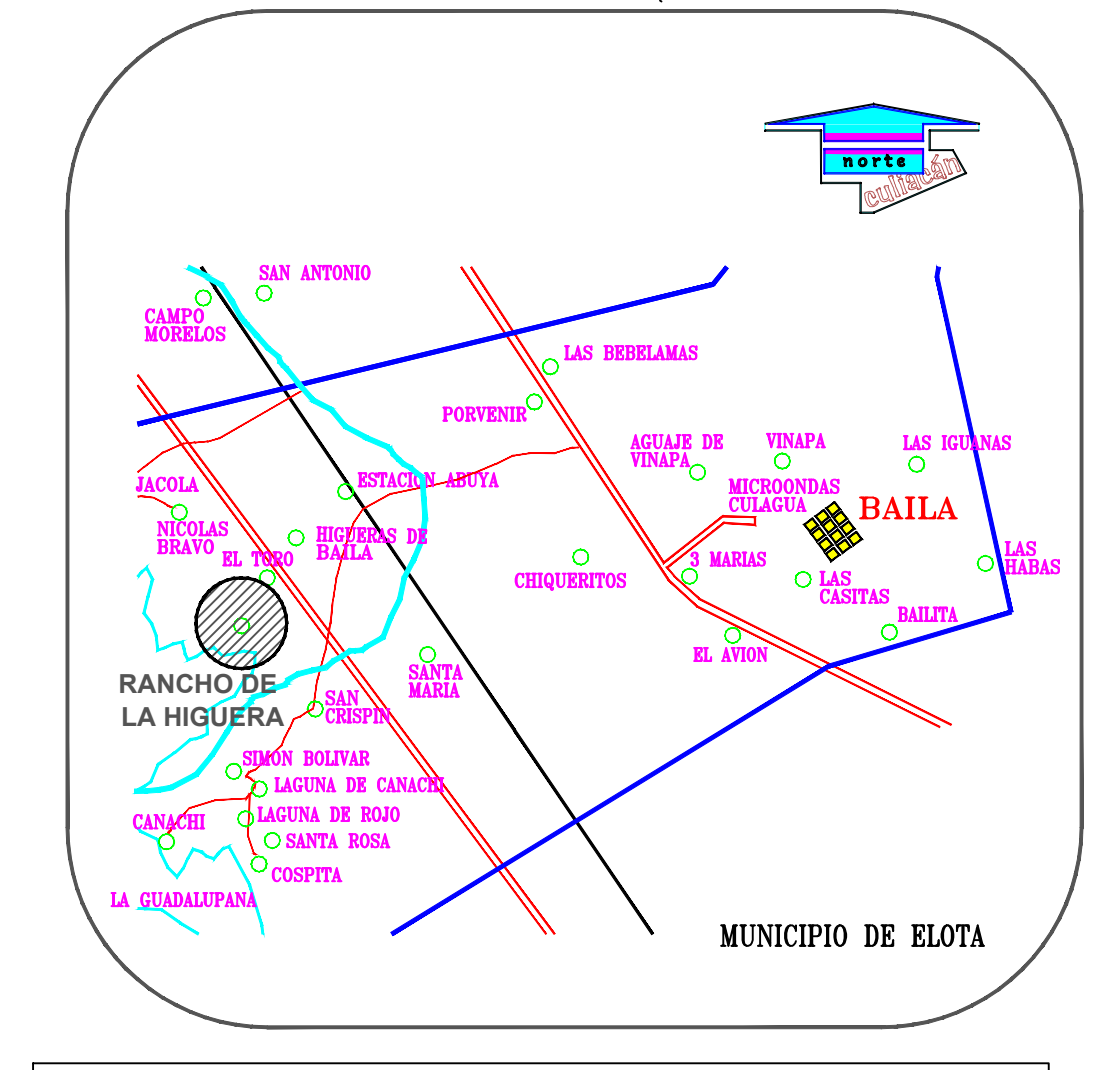 norte
culiacán
SAN ANTONIO
CAMPO
MORELOS
LAS BEBELAMAS
PORVENIR
AGUAJE DE
VINAPA
VINAPA
LAS IGUANAS
JACOLA
ESTACION ABUYA
MICROONDAS
CULAGUA
BAILA
NICOLAS
BRAVO
HIGUERAS DE
BAILA
EL TORO
CHIQUERITOS
3 MARIAS
LAS
CASITAS
LAS
HABAS
BAILITA
EL AVION
SANTA
MARIA
RANCHO DE
LA HIGUERA
SAN
CRISPIN
SIMON BOLIVAR
LAGUNA DE CANACHI
CANACHI
LAGUNA DE ROJO
SANTA ROSA
COSPITA
LA GUADALUPANA
MUNICIPIO DE ELOTA